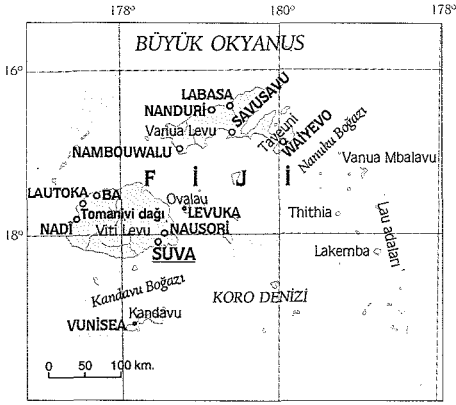 178° 180° 178°
BÜYÜK OKYANUS
16°
LABASA
SAVUSAVU
NANDURİ
Vanua Levu
Taveuni
WAİYEVO
Namuku Boğazı
NAMBOUWALU
Vanua Mbalavu
F İ J İ
LAUTOKA
BA
Ovalau
Tomanivi dağı
LEVUKA
Thithia
Lau adaları
NADİ
Viti Levu
NAUSORİ
18°
SUVA
Lakemba
Kandavu Boğazı
KORO DENİZİ
Kandavu
VUNİSEA
0 50 100 km.